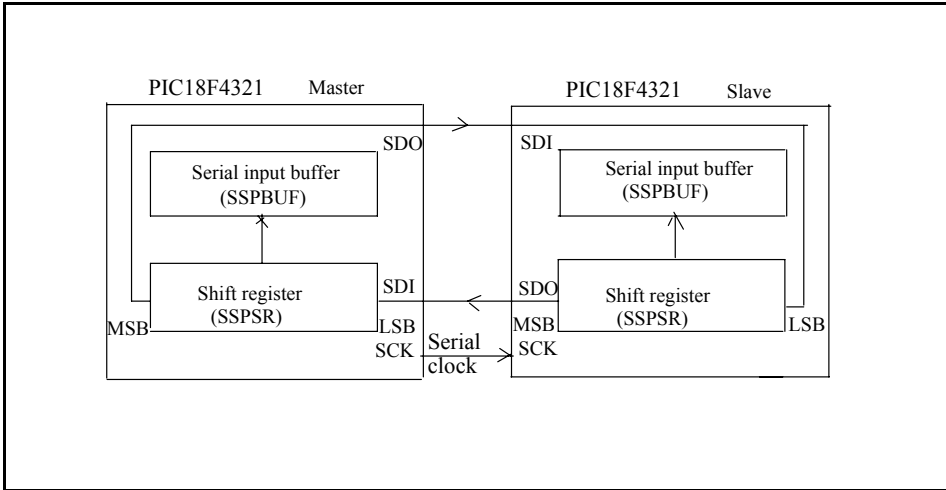 PIC18F4321 Master
PIC18F4321 Slave
SDO
SDI
Serial input buffer
(SSPBUF)
Serial input buffer
(SSPBUF)
SDI
SDO
Shift register
(SSPSR)
Shift register
(SSPSR)
MSB
LSB
MSB
LSB
SCK
Serial
clock
SCK